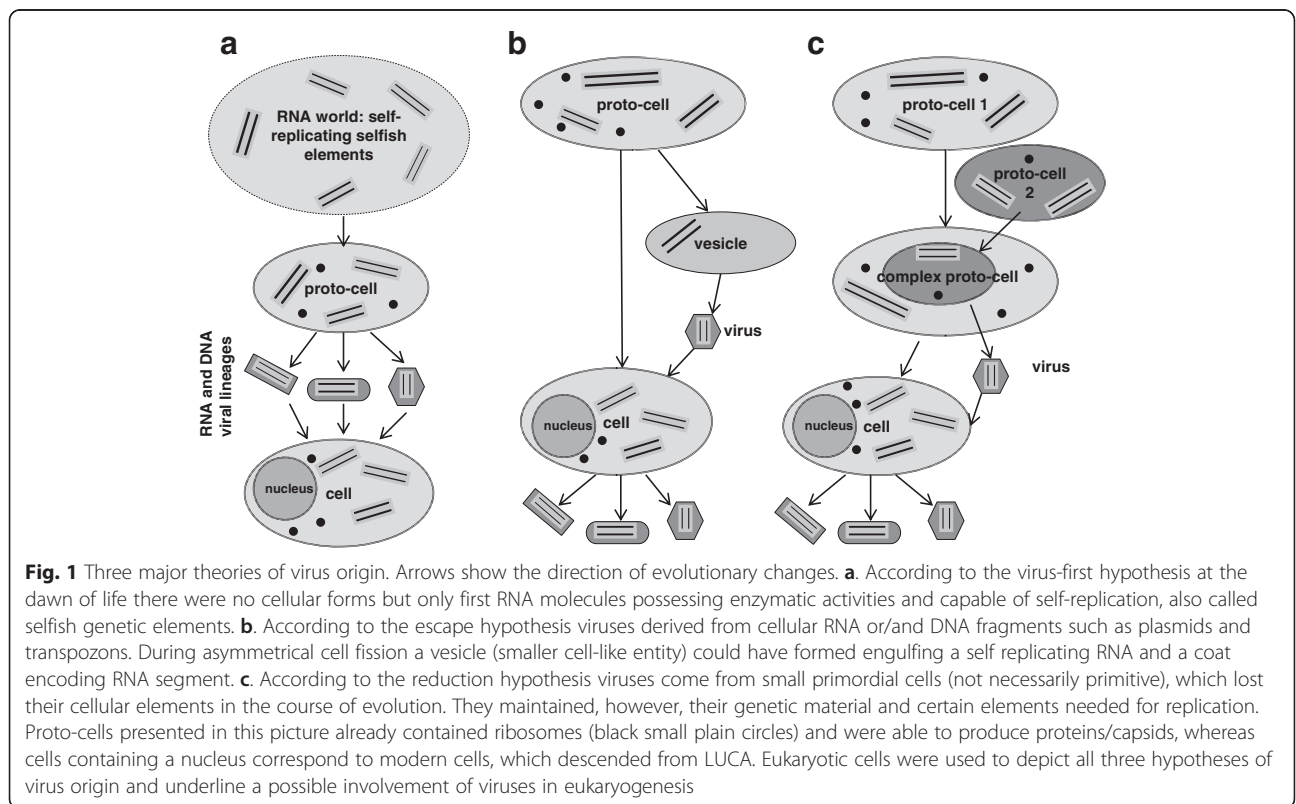 a
RNA world: self-
replicating selfish
elements
proto-cell
RNA and DNA
viral lineages
nucleus
cell
b
proto-cell
vesicle
virus
nucleus
cell
c
proto-cell 1
proto-cell
2
complex proto-cell
virus
nucleus
cell
Fig. 1 Three major theories of virus origin. Arrows show the direction of evolutionary changes. a. According to the virus-first hypothesis at the
dawn of life there were no cellular forms but only first RNA molecules possessing enzymatic activities and capable of self-replication, also called
selfish genetic elements. b. According to the escape hypothesis viruses derived from cellular RNA or/and DNA fragments such as plasmids and
transpozons. During asymmetrical cell fission a vesicle (smaller cell-like entity) could have formed engulfing a self replicating RNA and a coat
encoding RNA segment. c. According to the reduction hypothesis viruses come from small primordial cells (not necessarily primitive), which lost
their cellular elements in the course of evolution. They maintained, however, their genetic material and certain elements needed for replication.
Proto-cells presented in this picture already contained ribosomes (black small plain circles) and were able to produce proteins/capsids, whereas
cells containing a nucleus correspond to modern cells, which descended from LUCA. Eukaryotic cells were used to depict all three hypotheses of
virus origin and underline a possible involvement of viruses in eukaryogenesis